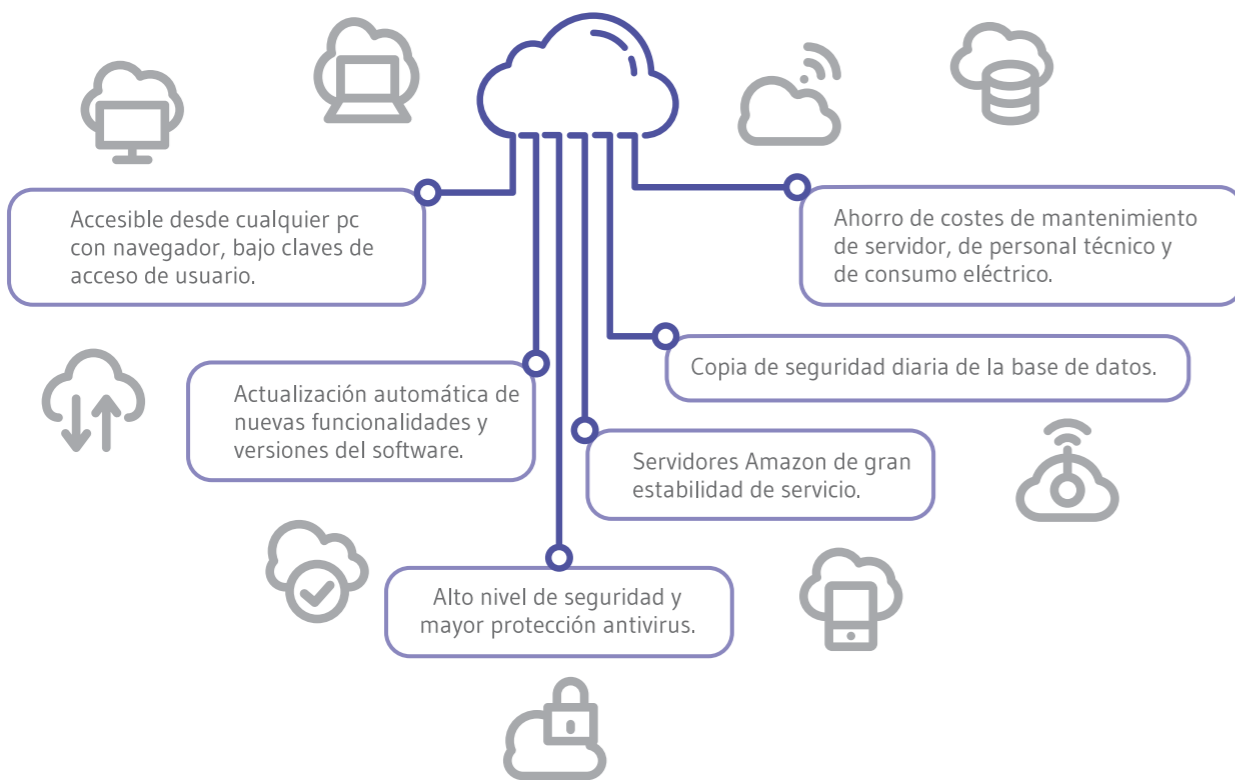 Accesible desde cualquier pc
con navegador, bajo claves de
acceso de usuario.
Ahorro de costes de mantenimiento
de servidor, de personal técnico y
de consumo eléctrico.
Actualización automática de
nuevas funcionalidades y
versiones del software.
Copia de seguridad diaria de la base de datos.
Servidores Amazon de gran
estabilidad de servicio.
Alto nivel de seguridad y
mayor protección antivirus.